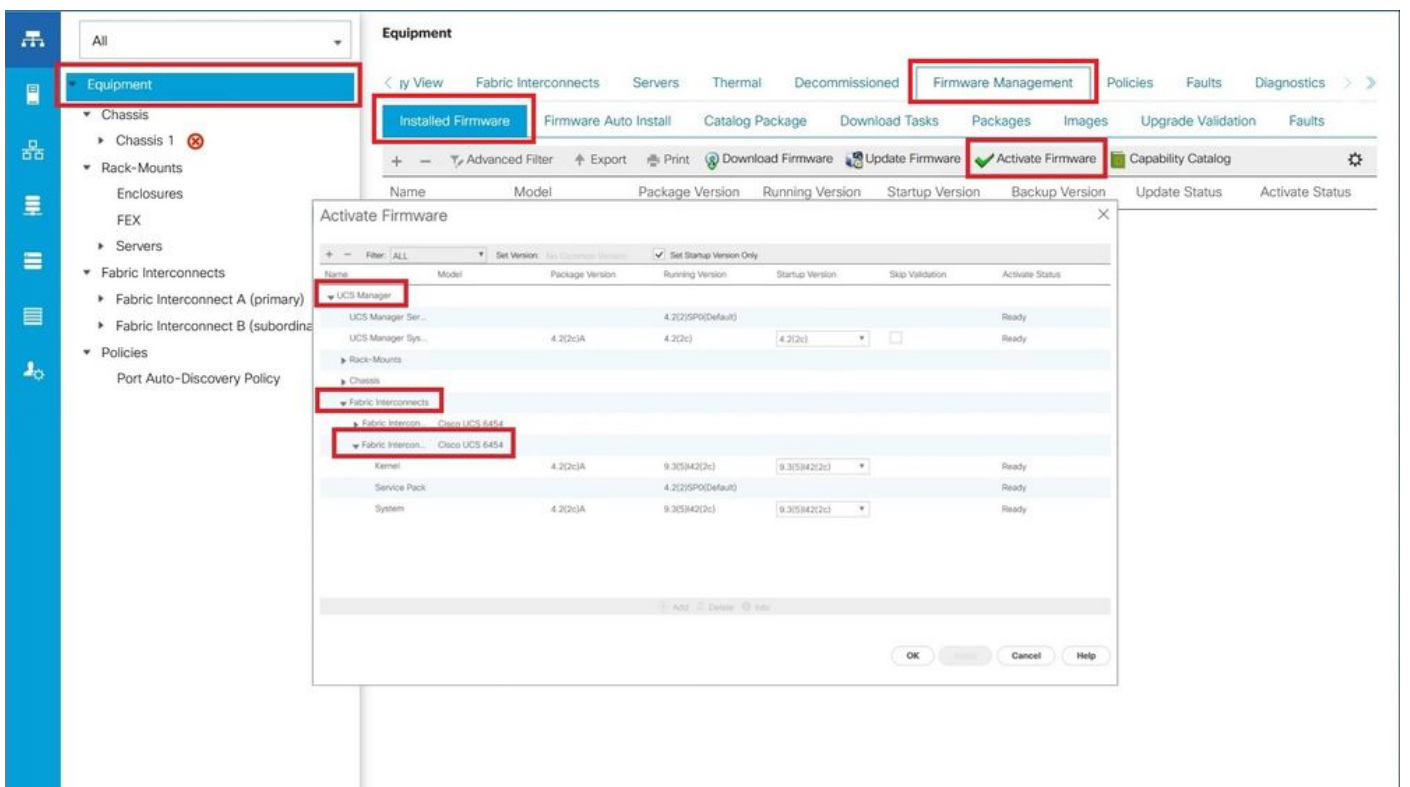 All
Equipment
Chassis
Chassis 1
Rack-Mounts
Enclosures
FEX
Servers
Fabric Interconnects
Fabric Interconnect A (primary)
Fabric Interconnect B (subordina
Policies
Port Auto-Discovery Policy
Equipment
ry View Fabric Interconnects Servers Thermal Decommissioned Firmware Management Policies Faults Diagnostics
Installed Firmware Firmware Auto Install Catalog Package Download Tasks Packages Images Upgrade Validation Faults
+ − Advanced Filter Export Print Download Firmware Update Firmware Activate Firmware Capability Catalog
Name Model Package Version Running Version Startup Version Backup Version Update Status Activate Status
Activate Firmware
+ − Filter: ALL Set Version: No Common Version Set Startup Version Only
Name Model Package Version Running Version Startup Version Skip Validation Activate Status
UCS Manager
UCS Manager Ser... 4.2(2)SP0(Default) Ready
UCS Manager Sys... 4.2(2c)A 4.2(2c) 4.2(2c) Ready
Rack-Mounts
Chassis
Fabric Interconnects
Fabric Intercon... Cisco UCS 6454
Fabric Intercon... Cisco UCS 6454
Kernel 4.2(2c)A 9.3(5)I42(2c) 9.3(5)I42(2c) Ready
Service Pack 4.2(2)SP0(Default) Ready
System 4.2(2c)A 9.3(5)I42(2c) 9.3(5)I42(2c) Ready
Add Delete Info
OK Cancel Help